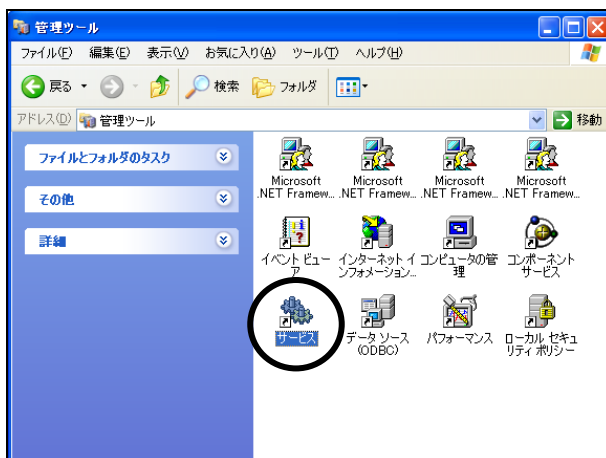 管理ツール
ファイル(F) 編集(E) 表示(V) お気に入り(A) ツール(T) ヘルプ(H)
戻る 検索 フォルダ
アドレス(D) 管理ツール 移動
ファイルとフォルダのタスク
その他
詳細
Microsoft
.NET Framew...
Microsoft
.NET Framew...
Microsoft
.NET Framew...
Microsoft
.NET Framew...
イベント ビュー
ア
インターネット イ
ンフォメーション...
コンピュータの管
理
コンポーネント
サービス
サービス
データ ソース
(ODBC)
パフォーマンス
ローカル セキュ
リティ ポリシー